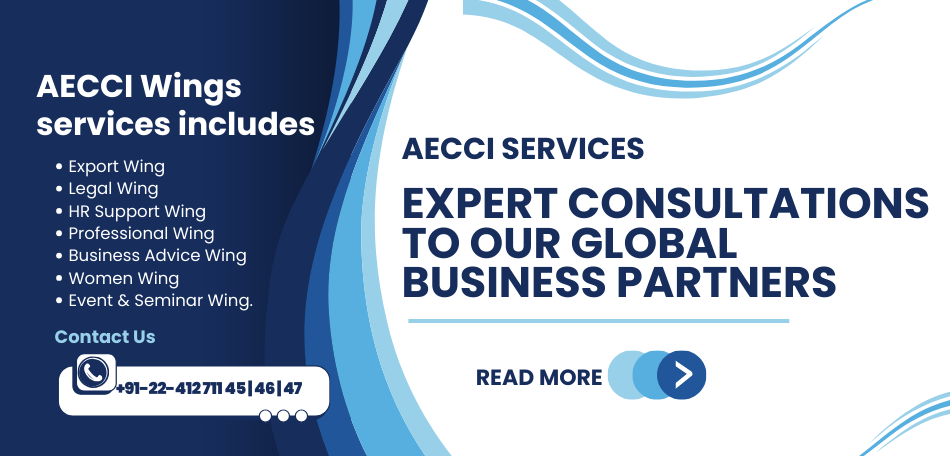 AECCI Wings
services includes
• Export Wing
• Legal Wing
• HR Support Wing
• Professional Wing
• Business Advice Wing
• Women Wing
• Event & Seminar Wing.
Contact Us
+91-22-412711 45 | 46 | 47
AECCI SERVICES
EXPERT CONSULTATIONS
TO OUR GLOBAL
BUSINESS PARTNERS
READ MORE